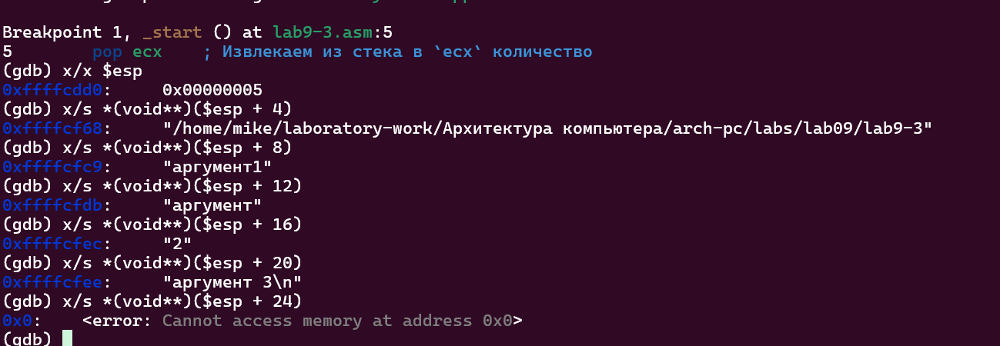 Breakpoint 1, _start () at lab9-3.asm:5
5        pop ecx    ; Извлекаем из стека в `ecx` количество
(gdb) x/x $esp
0xffffcdd0:     0x00000005
(gdb) x/s *(void**)($esp + 4)
0xffffcf68:     "/home/mike/laboratory-work/Архитектура компьютера/arch-pc/labs/lab09/lab9-3"
(gdb) x/s *(void**)($esp + 8)
0xffffcfc9:     "аргумент1"
(gdb) x/s *(void**)($esp + 12)
0xffffcfdb:     "аргумент"
(gdb) x/s *(void**)($esp + 16)
0xffffcfec:     "2"
(gdb) x/s *(void**)($esp + 20)
0xffffcfee:     "аргумент 3\n"
(gdb) x/s *(void**)($esp + 24)
0x0:    <error: Cannot access memory at address 0x0>
(gdb)